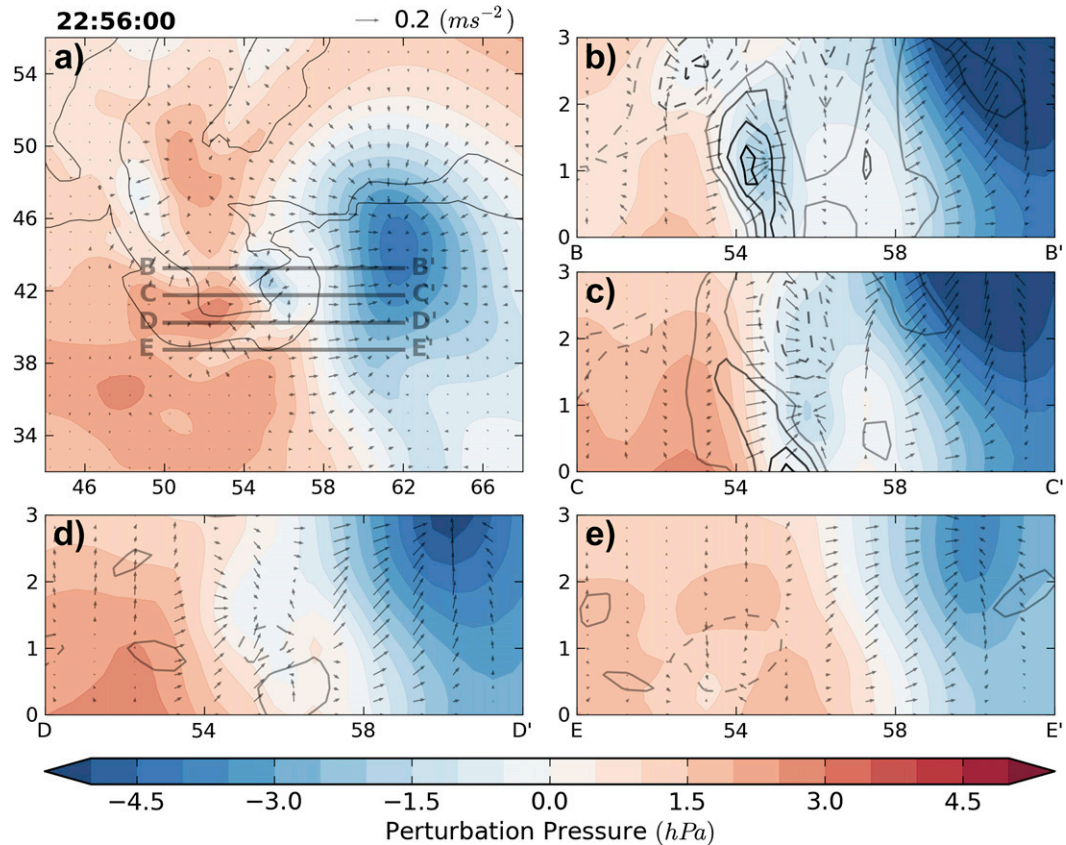 22:56:00 → 0.2 (ms⁻²)
a)
54
50
46
42
38
34
B B'
C C'
D D'
E E'
46 50 54 58 62 66
b)
3
2
1
0
B 54 58 B'
c)
3
2
1
0
C 54 58 C'
d)
3
2
1
0
D 54 58 D'
e)
3
2
1
0
E 54 58 E'
−4.5 −3.0 −1.5 0.0 1.5 3.0 4.5
Perturbation Pressure (hPa)